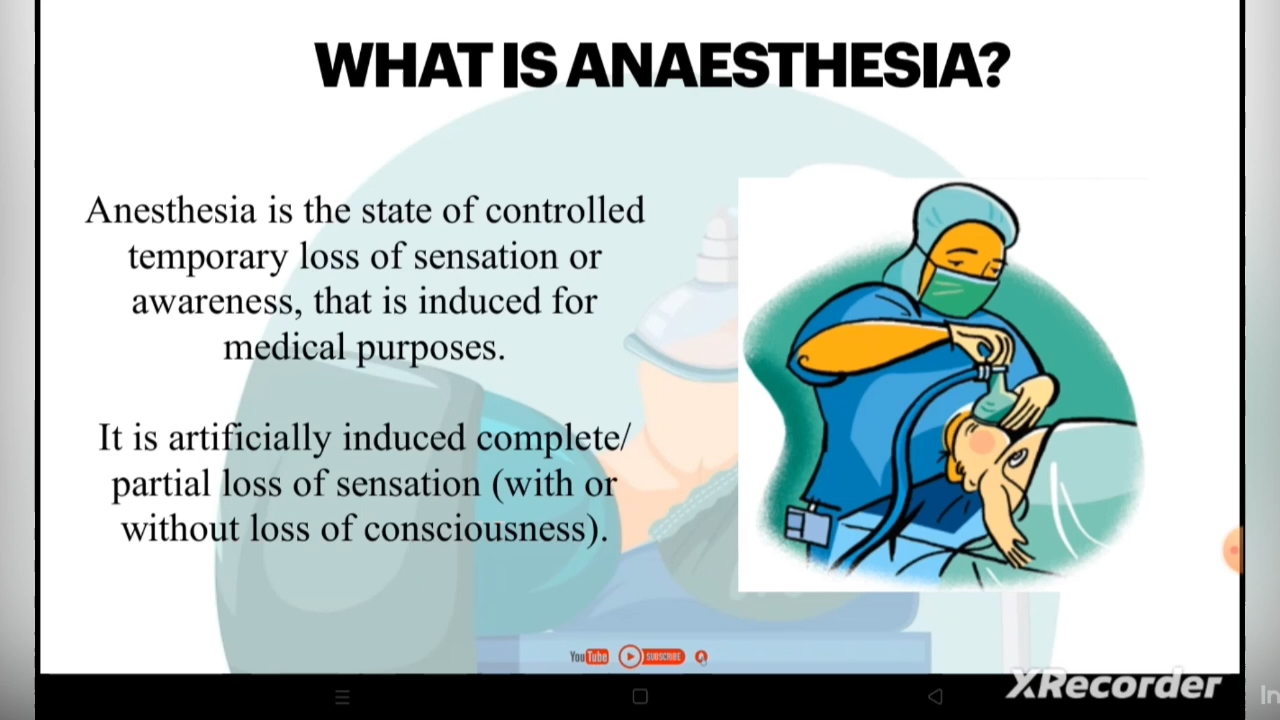 WHAT IS ANAESTHESIA?
Anesthesia is the state of controlled
temporary loss of sensation or
awareness, that is induced for
medical purposes.
It is artificially induced complete/
partial loss of sensation (with or
without loss of consciousness).
YouTube SUBSCRIBE
XRecorder
In